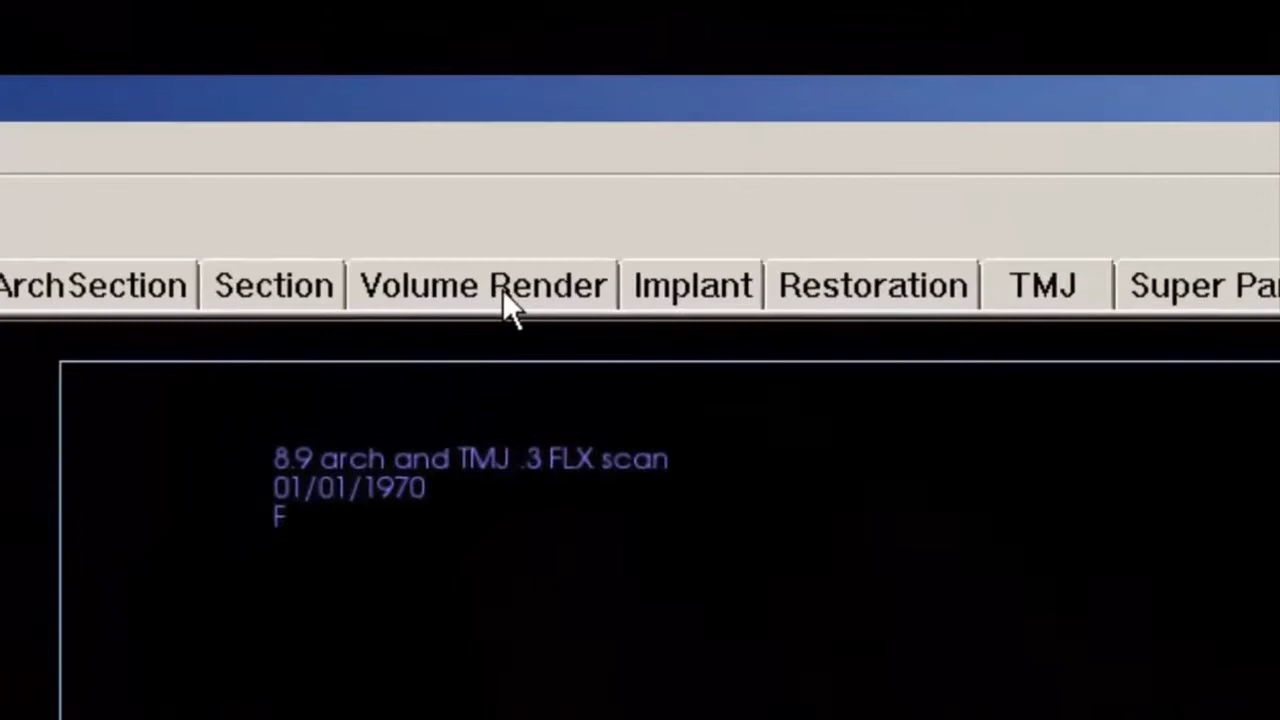 ArchSection Section Volume Render Implant Restoration TMJ Super Pa
8.9 arch and TMJ .3 FLX scan
01/01/1970
F